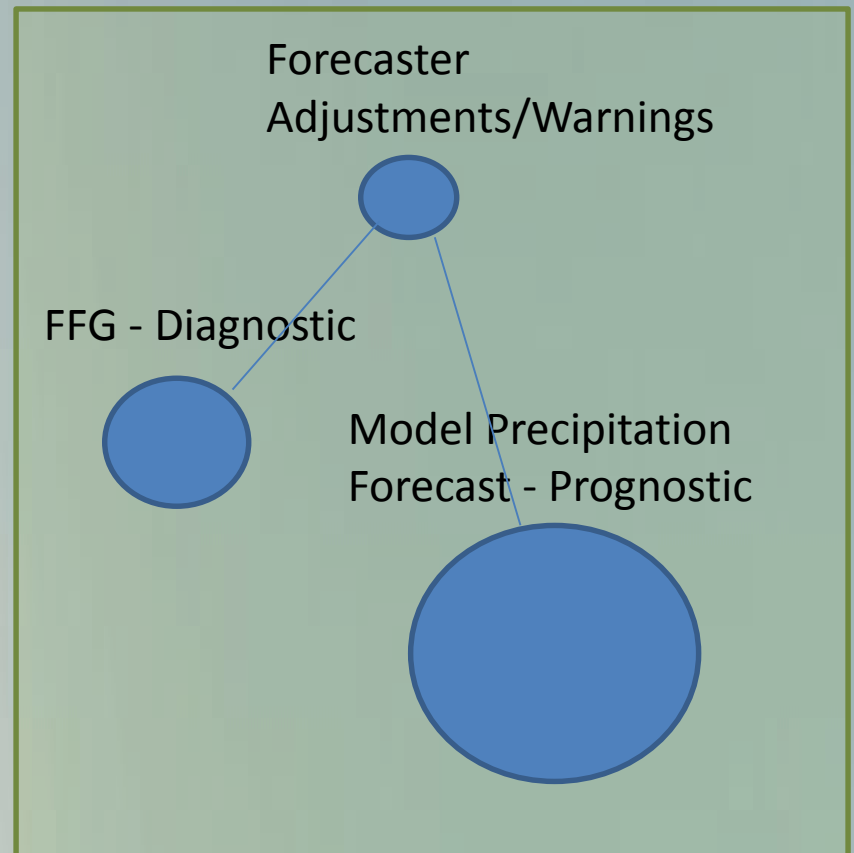 Forecaster
Adjustments/Warnings
FFG - Diagnostic
Model Precipitation
Forecast - Prognostic